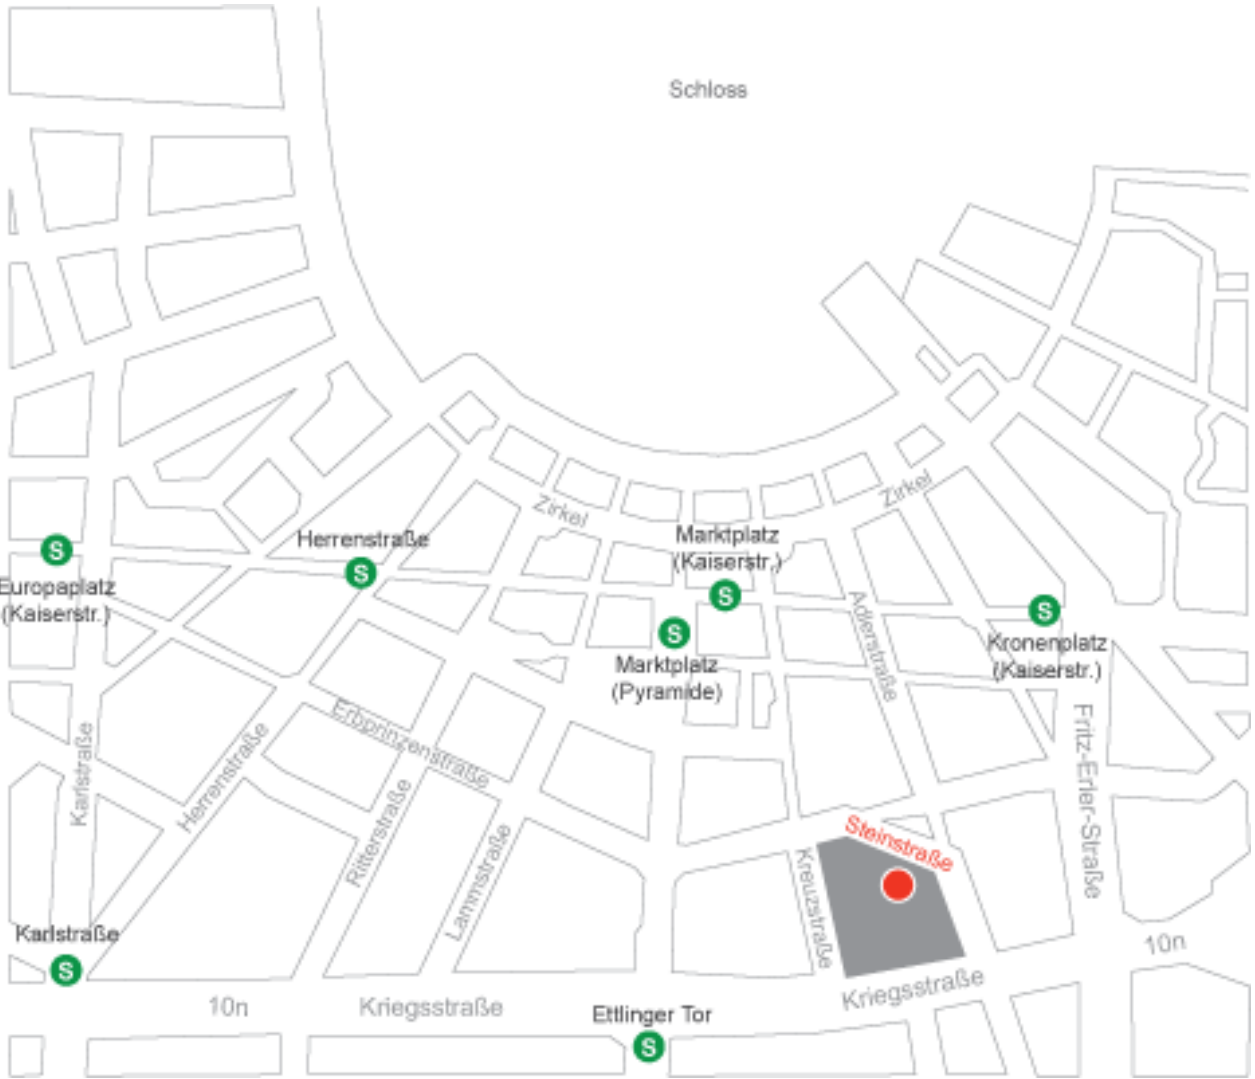 Schloss
Zirkel
Zirkel
Herrenstraße
S
Marktplatz
(Kaiserstr.)
S
S
Europaplatz
(Kaiserstr.)
S
Marktplatz
(Pyramide)
Adlerstraße
S
Kronenplatz
(Kaiserstr.)
Erbprinzenstraße
Karlstraße
Herrenstraße
Ritterstraße
Lammstraße
Fritz-Erler-Straße
Steinstraße
Kreuzstraße
Karlstraße
S
10n
10n
Kriegsstraße
Kriegsstraße
Ettlinger Tor
S